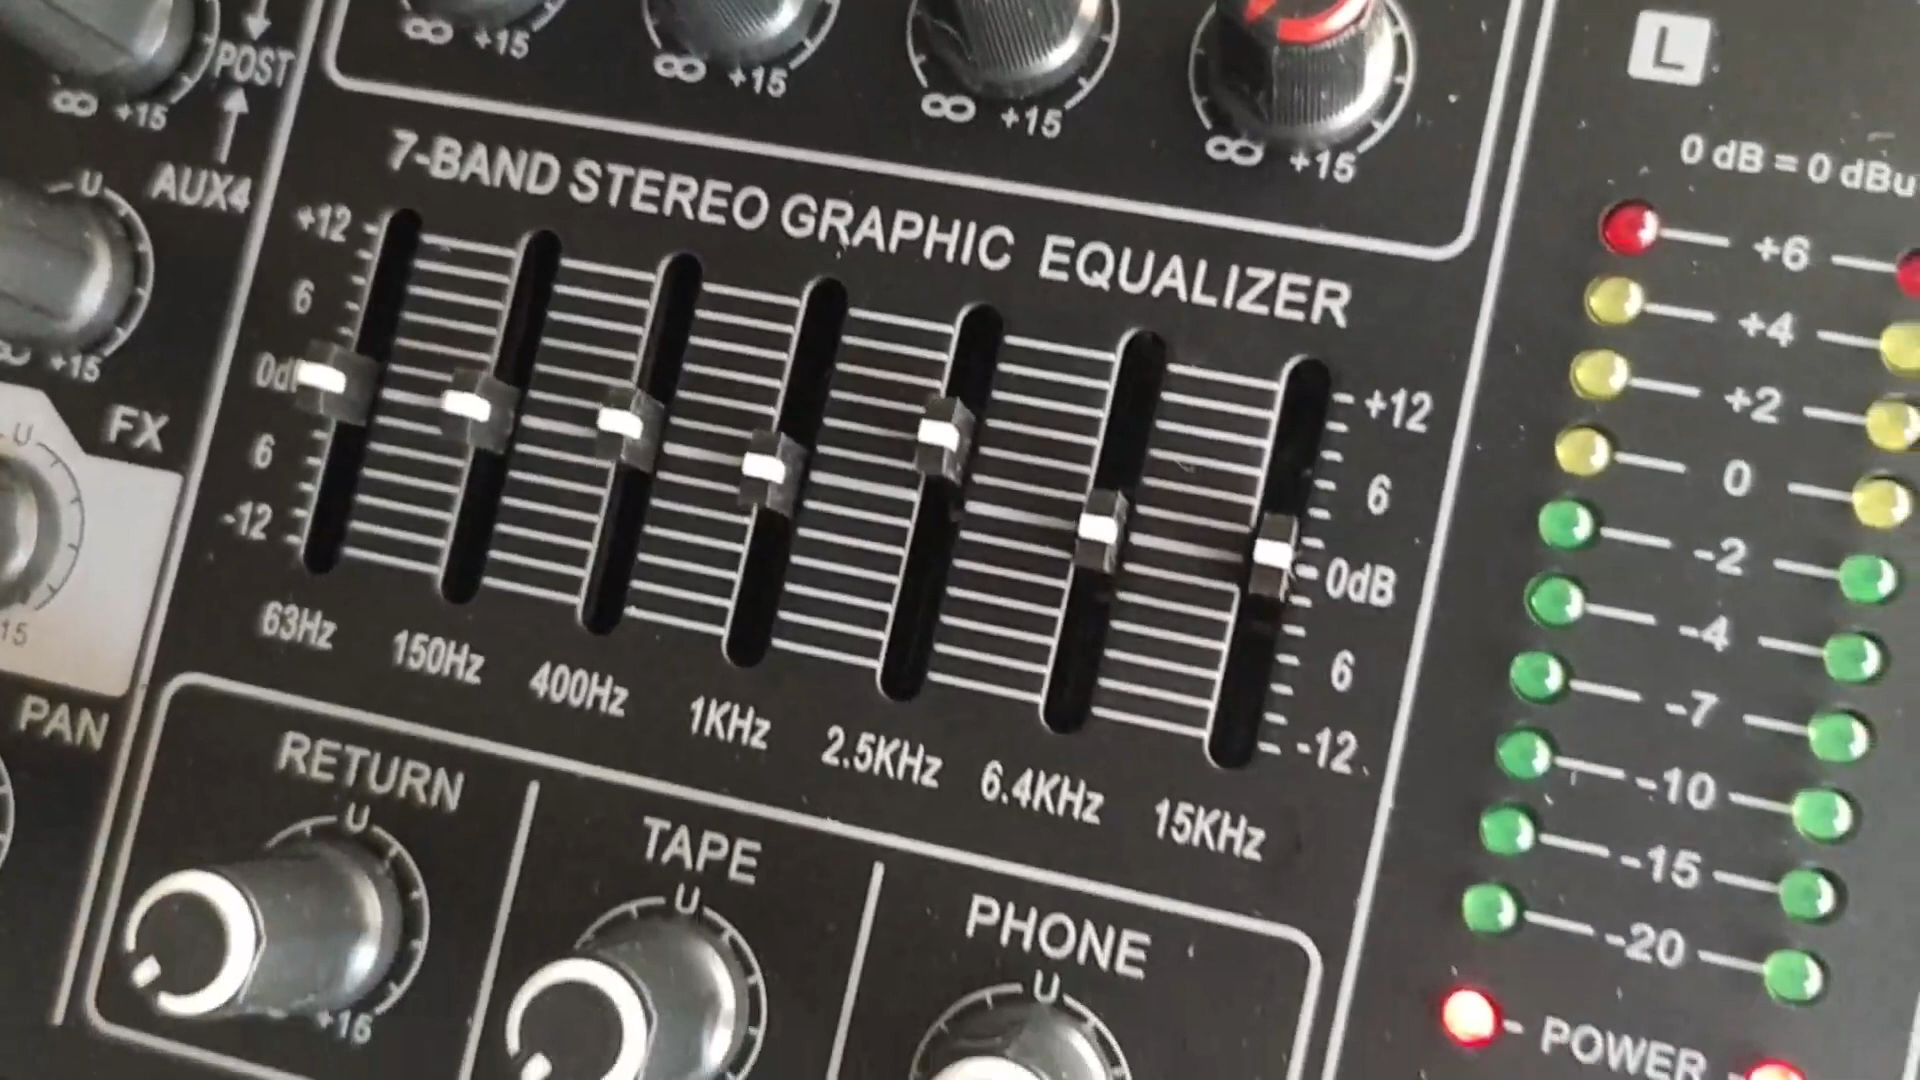 ∞ +15
∞ +15
∞ +15
∞ +15
∞ +15
POST
AUX4
U
+15
FX
U
15
PAN
L
0 dB = 0 dBu
7-BAND STEREO GRAPHIC EQUALIZER
+12
6
6
-12
+12
6
0dB
6
-12
63Hz 150Hz 400Hz 1KHz 2.5KHz 6.4KHz 15KHz
RETURN
U
+15
TAPE
U
PHONE
U
+6
+4
+2
0
-2
-4
-7
-10
-15
-20
POWER